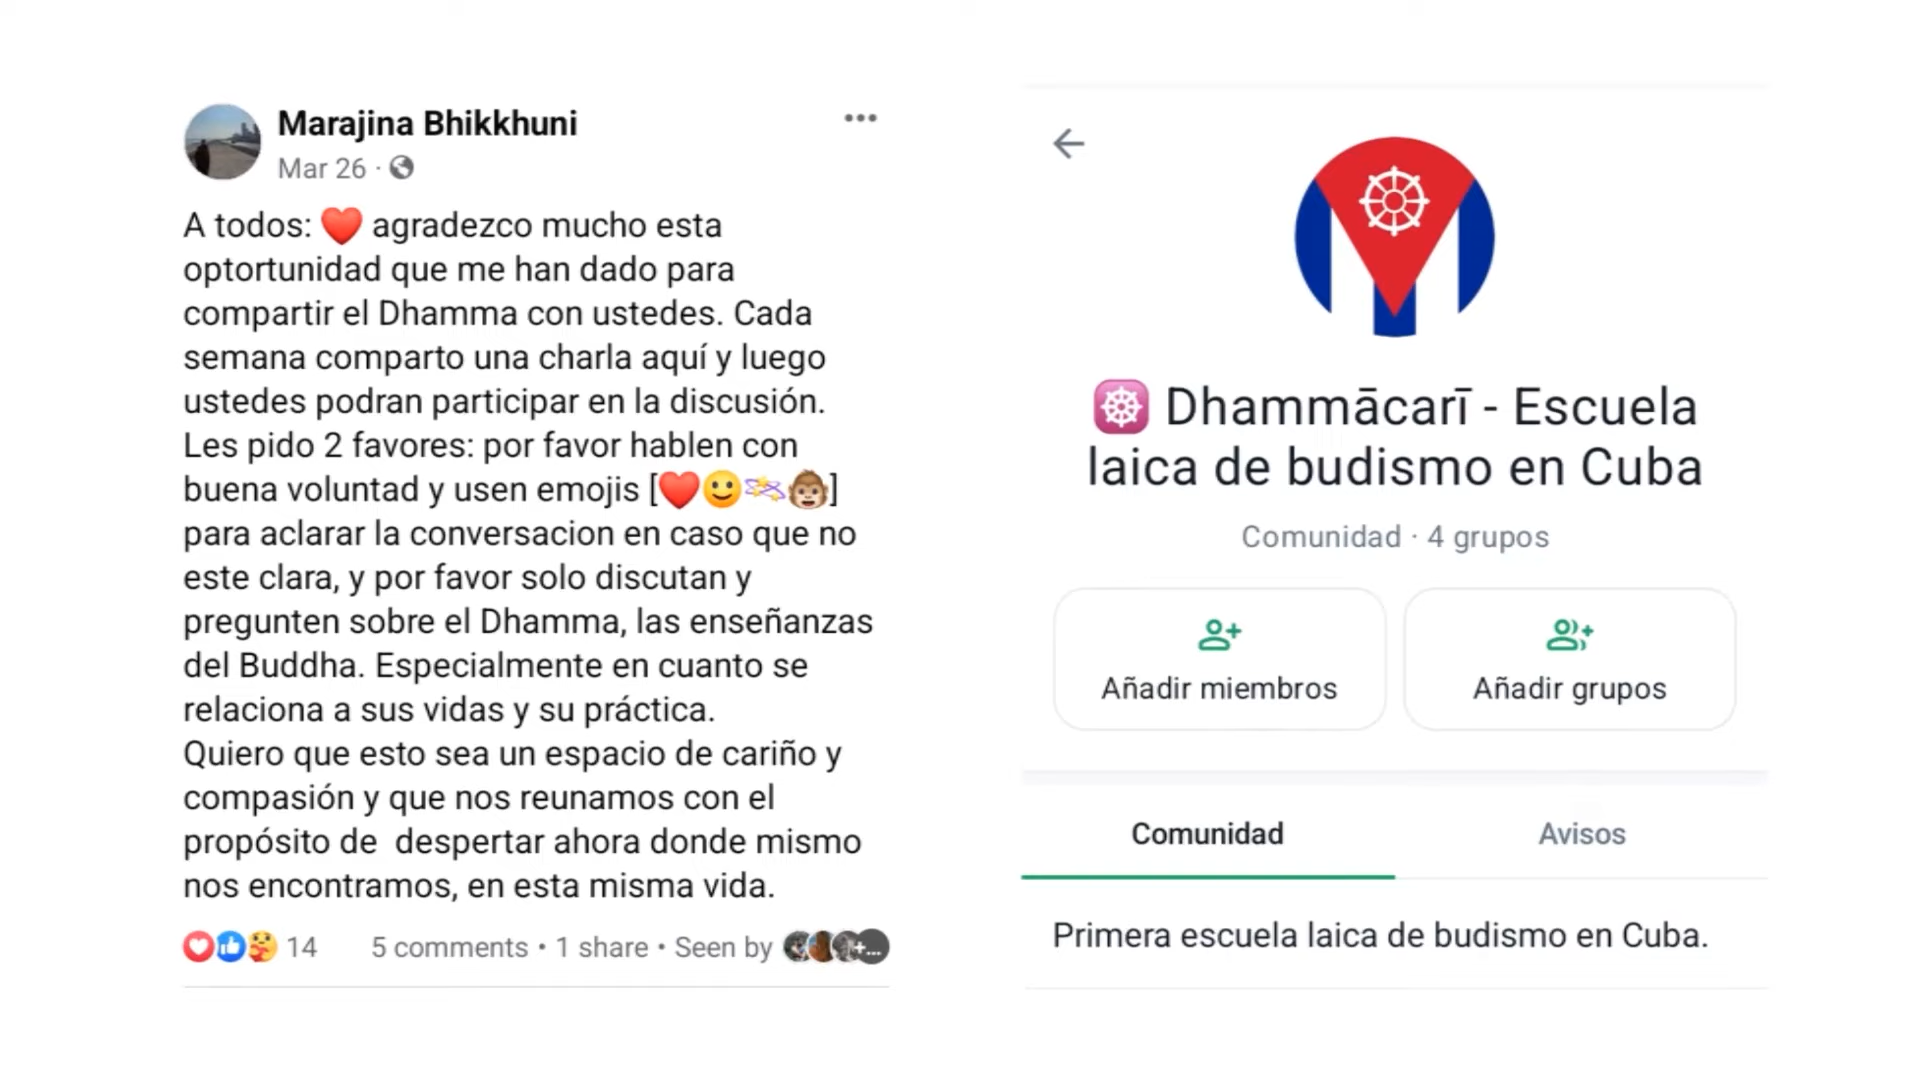 Marajina Bhikkhuni
Mar 26 ·
A todos: ❤️ agradezco mucho esta
optortunidad que me han dado para
compartir el Dhamma con ustedes. Cada
semana comparto una charla aquí y luego
ustedes podran participar en la discusión.
Les pido 2 favores: por favor hablen con
buena voluntad y usen emojis [❤️🙂💫🐵]
para aclarar la conversacion en caso que no
este clara, y por favor solo discutan y
pregunten sobre el Dhamma, las enseñanzas
del Buddha. Especialmente en cuanto se
relaciona a sus vidas y su práctica.
Quiero que esto sea un espacio de cariño y
compasión y que nos reunamos con el
propósito de  despertar ahora donde mismo
nos encontramos, en esta misma vida.
14 5 comments • 1 share • Seen by +...
☸️ Dhammācarī - Escuela
laica de budismo en Cuba
Comunidad · 4 grupos
Añadir miembros
Añadir grupos
Comunidad
Avisos
Primera escuela laica de budismo en Cuba.